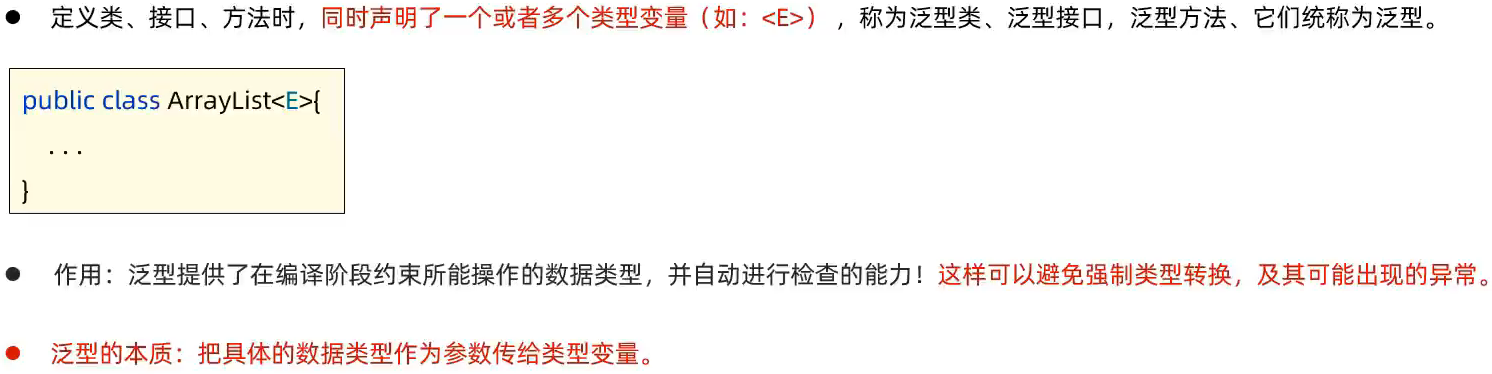 ● 定义类、接口、方法时，同时声明了一个或者多个类型变量（如：<E>），称为泛型类、泛型接口，泛型方法、它们统称为泛型。
public class ArrayList<E>{
. . .
}
● 作用：泛型提供了在编译阶段约束所能操作的数据类型，并自动进行检查的能力！这样可以避免强制类型转换，及其可能出现的异常。
● 泛型的本质：把具体的数据类型作为参数传给类型变量。